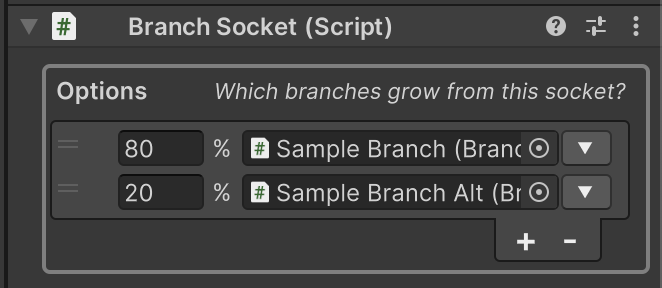 Branch Socket (Script)
Options Which branches grow from this socket?
80 % Sample Branch (Branc
20 % Sample Branch Alt (Br